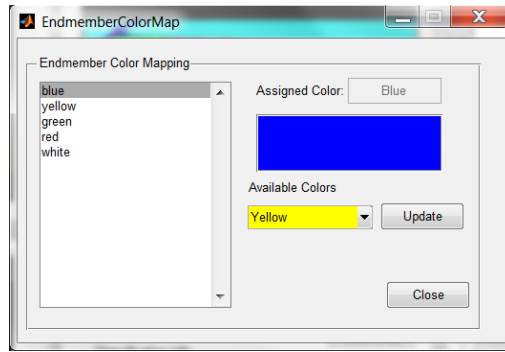 EndmemberColorMap
Endmember Color Mapping
blue
yellow
green
red
white
Assigned Color: Blue
Available Colors
Yellow Update
Close